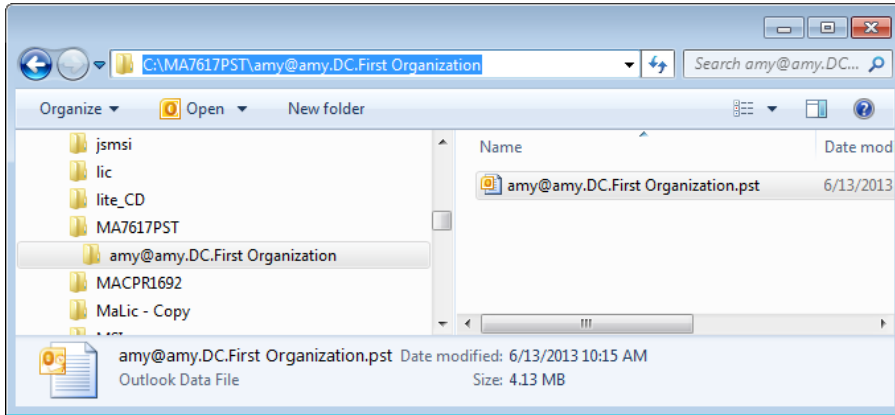 C:\MA7617PST\amy@amy.DC.First Organization
Search amy@amy.DC...
Organize Open New folder
jsmsi
lic
lite_CD
MA7617PST
amy@amy.DC.First Organization
MACPR1692
MaLic - Copy
Name Date mod
amy@amy.DC.First Organization.pst 6/13/2013
amy@amy.DC.First Organization.pst Date modified: 6/13/2013 10:15 AM
Outlook Data File Size: 4.13 MB